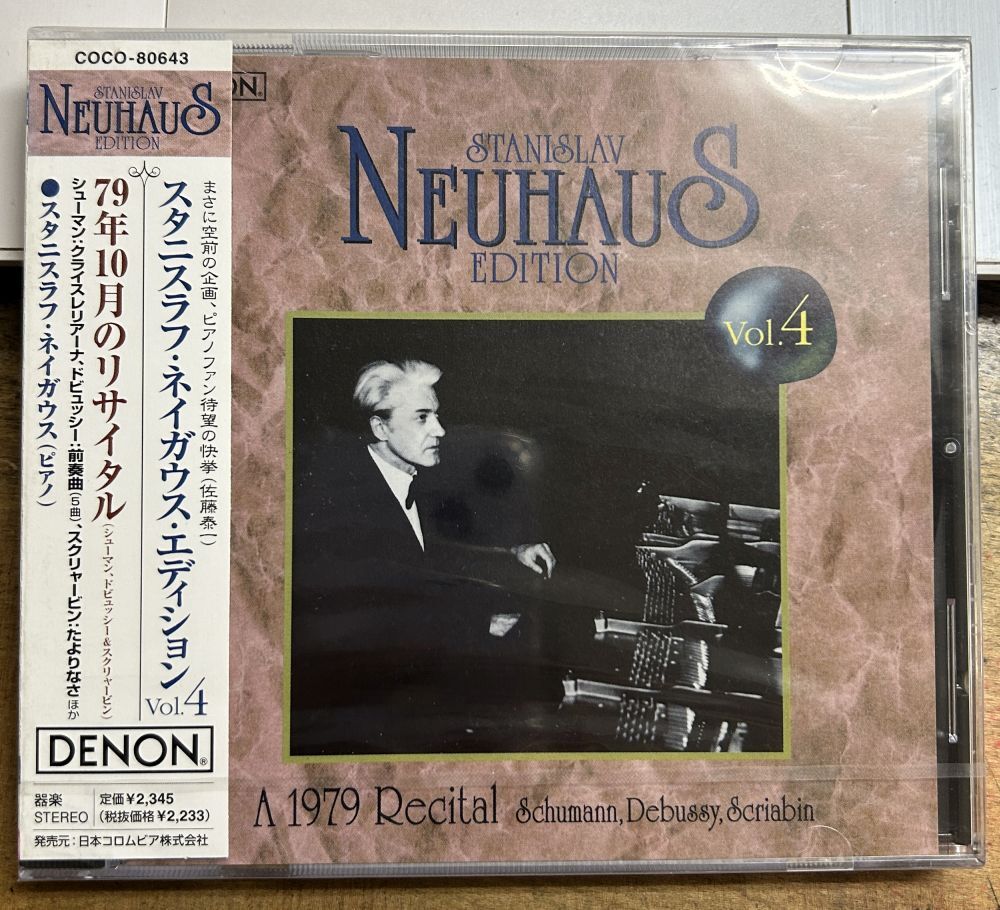 COCO-80643
STANISLAV
NEUHAUS
EDITION
まさに空前の企画、ピアノファン待望の快挙(佐藤泰一)
スタニスラフ・ネイガウス・エディション
Vol.4
79年10月のリサイタル(シューマン、ドビュッシー&スクリャービン)
シューマン:クライスレリアーナ、ドビュッシー:前奏曲(5曲)、スクリャービン:たよりなさ ほか
●スタニスラフ・ネイガウス(ピアノ)
DENON®
器楽
STEREO
定価¥2,345
(税抜価格¥2,233)
発売元:日本コロムビア株式会社
ON.
STANISLAV
NEUHAUS
EDITION
Vol.4
A 1979 Recital Schumann, Debussy, Scriabin